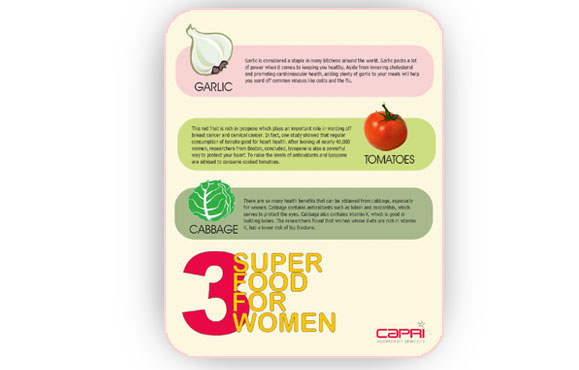 Garlic is considered a staple in many kitchens around the world. Garlic packs a lot
of power when it comes to keeping you healthy. Aside from lowering cholesterol
and promoting cardiovascular health, adding plenty of garlic to your meals will help
you ward off common viruses like colds and the flu.
GARLIC
This red fruit is rich in lycopene which plays an important role in warding off
breast cancer and cervical cancer. In fact, one study showed that regular
consumption of tomato good for heart health. After looking at nearly 40,000
women, researchers from Boston, concluded, lycopene is also a powerful
way to protect your heart. To raise the levels of antioxidants and lycopene
are advised to consume cooked tomatoes.
TOMATOES
There are so many health benefits that can be obtained from cabbage, especially
for women. Cabbage contains antioxidants such as lutein and zeaxanthin, which
serves to protect the eyes. Cabbage also contains vitamin K, which is good in
building bones. The researchers found that women whose diets are rich in vitamin
K, had a lower risk of hip fracture.
CABBAGE
3 SUPER
FOOD
FOR
WOMEN
CAPRI